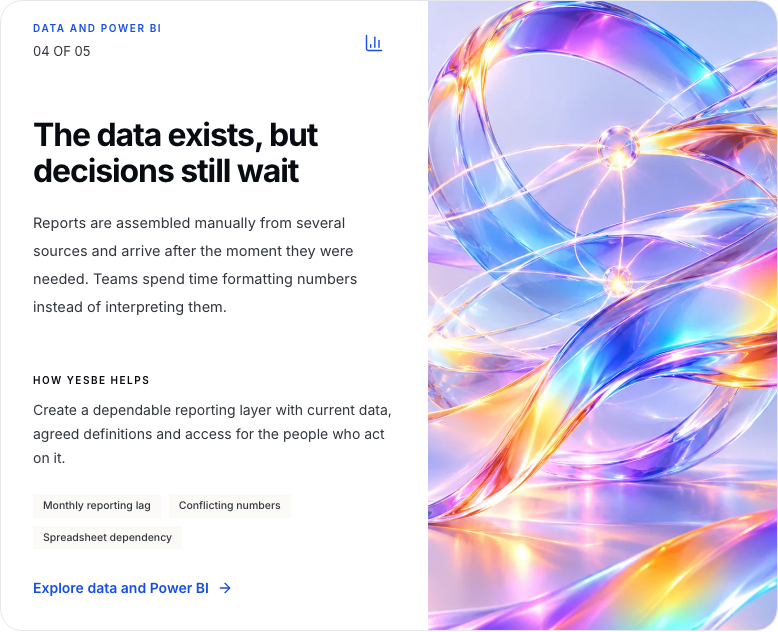 DATA AND POWER BI
04 OF 05
The data exists, but
decisions still wait
Reports are assembled manually from several
sources and arrive after the moment they were
needed. Teams spend time formatting numbers
instead of interpreting them.
HOW YESBE HELPS
Create a dependable reporting layer with current data,
agreed definitions and access for the people who act
on it.
Monthly reporting lag
Conflicting numbers
Spreadsheet dependency
Explore data and Power BI